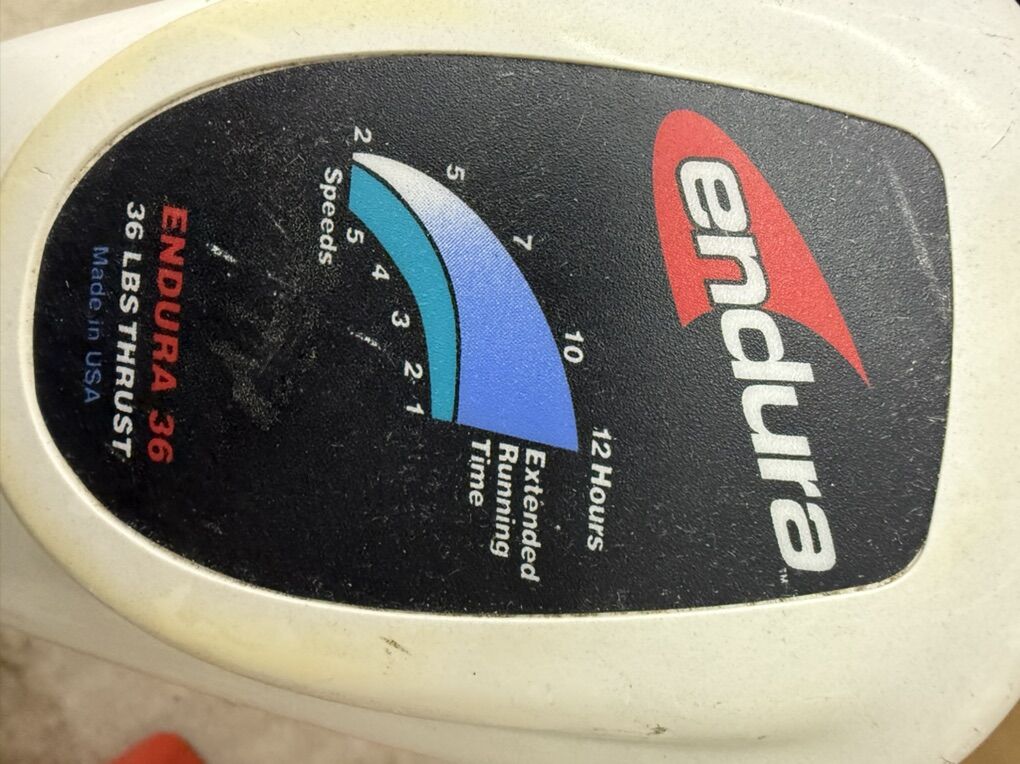 endura
TM
12 Hours
10
7
5
2
Extended
Running
Time
1
2
3
4
5
Speeds
ENDURA 36
36 LBS THRUST
Made in USA